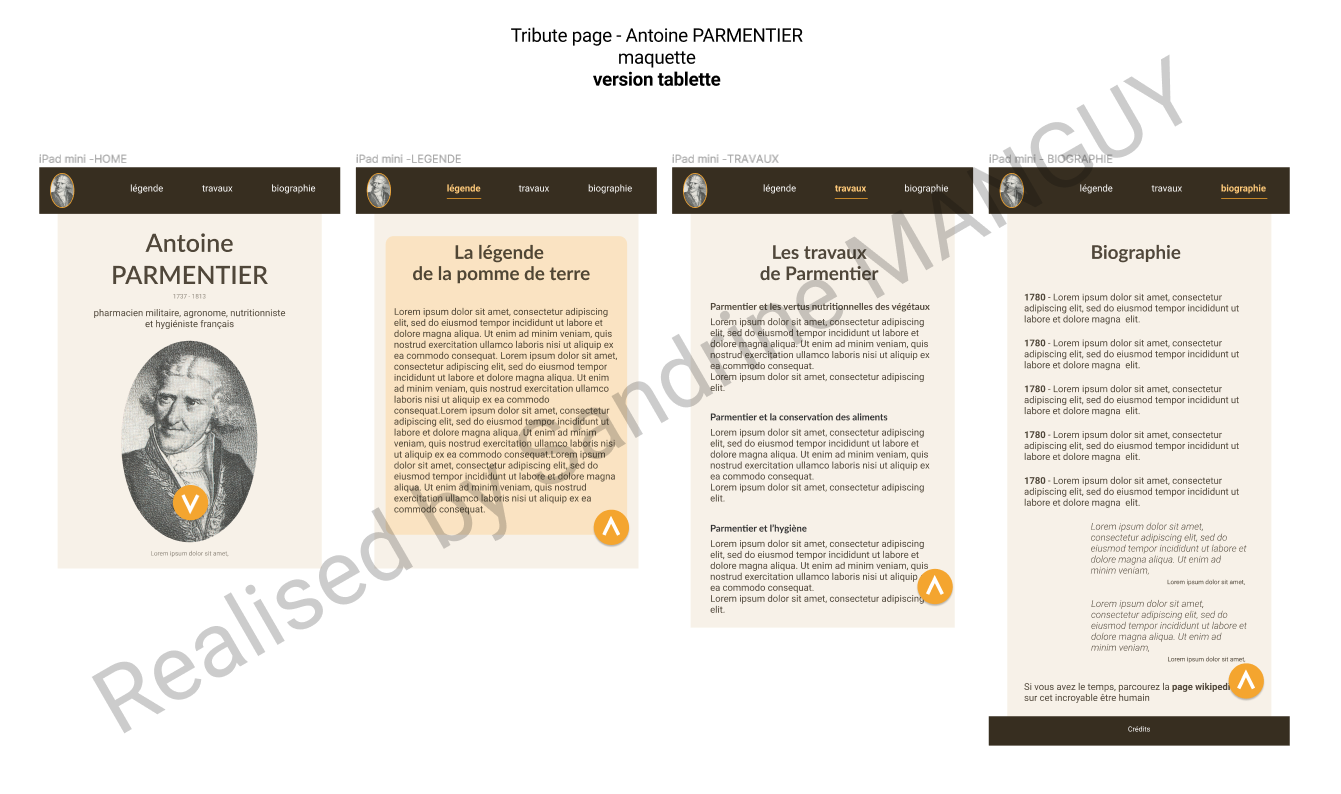 Tribute page - Antoine PARMENTIER
maquette
version tablette
iPad mini -HOME
légende travaux biographie
Antoine
PARMENTIER
1737 - 1813
pharmacien militaire, agronome, nutritionniste
et hygiéniste français
Lorem ipsum dolor sit amet,
iPad mini -LEGENDE
légende travaux biographie
La légende
de la pomme de terre
Lorem ipsum dolor sit amet, consectetur adipiscing
elit, sed do eiusmod tempor incididunt ut labore et
dolore magna aliqua. Ut enim ad minim veniam, quis
nostrud exercitation ullamco laboris nisi ut aliquip ex
ea commodo consequat. Lorem ipsum dolor sit amet,
consectetur adipiscing elit, sed do eiusmod tempor
incididunt ut labore et dolore magna aliqua. Ut enim
ad minim veniam, quis nostrud exercitation ullamco
laboris nisi ut aliquip ex ea commodo
consequat.Lorem ipsum dolor sit amet, consectetur
adipiscing elit, sed do eiusmod tempor incididunt ut
labore et dolore magna aliqua. Ut enim ad minim
veniam, quis nostrud exercitation ullamco laboris nisi
ut aliquip ex ea commodo consequat.Lorem ipsum
dolor sit amet, consectetur adipiscing elit, sed do
eiusmod tempor incididunt ut labore et dolore magna
aliqua. Ut enim ad minim veniam, quis nostrud
exercitation ullamco laboris nisi ut aliquip ex ea
commodo consequat.
iPad mini -TRAVAUX
légende travaux biographie
Les travaux
de Parmentier
Parmentier et les vertus nutritionnelles des végétaux
Lorem ipsum dolor sit amet, consectetur adipiscing
elit, sed do eiusmod tempor incididunt ut labore et
dolore magna aliqua. Ut enim ad minim veniam, quis
nostrud exercitation ullamco laboris nisi ut aliquip ex
ea commodo consequat.
Lorem ipsum dolor sit amet, consectetur adipiscing
elit.
Parmentier et la conservation des aliments
Lorem ipsum dolor sit amet, consectetur adipiscing
elit, sed do eiusmod tempor incididunt ut labore et
dolore magna aliqua. Ut enim ad minim veniam, quis
nostrud exercitation ullamco laboris nisi ut aliquip ex
ea commodo consequat.
Lorem ipsum dolor sit amet, consectetur adipiscing
elit.
Parmentier et l'hygiène
Lorem ipsum dolor sit amet, consectetur adipiscing
elit, sed do eiusmod tempor incididunt ut labore et
dolore magna aliqua. Ut enim ad minim veniam, quis
nostrud exercitation ullamco laboris nisi ut aliquip ex
ea commodo consequat.
Lorem ipsum dolor sit amet, consectetur adipiscing
elit.
iPad mini - BIOGRAPHIE
légende travaux biographie
Biographie
1780 - Lorem ipsum dolor sit amet, consectetur
adipiscing elit, sed do eiusmod tempor incididunt ut
labore et dolore magna elit.
1780 - Lorem ipsum dolor sit amet, consectetur
adipiscing elit, sed do eiusmod tempor incididunt ut
labore et dolore magna elit.
1780 - Lorem ipsum dolor sit amet, consectetur
adipiscing elit, sed do eiusmod tempor incididunt ut
labore et dolore magna elit.
1780 - Lorem ipsum dolor sit amet, consectetur
adipiscing elit, sed do eiusmod tempor incididunt ut
labore et dolore magna elit.
1780 - Lorem ipsum dolor sit amet, consectetur
adipiscing elit, sed do eiusmod tempor incididunt ut
labore et dolore magna elit.
Lorem ipsum dolor sit amet,
consectetur adipiscing elit, sed do
eiusmod tempor incididunt ut labore et
dolore magna aliqua. Ut enim ad
minim veniam,
Lorem ipsum dolor sit amet,
Lorem ipsum dolor sit amet,
consectetur adipiscing elit, sed do
eiusmod tempor incididunt ut labore et
dolore magna aliqua. Ut enim ad
minim veniam,
Lorem ipsum dolor sit amet,
Si vous avez le temps, parcourez la page wikipedi
sur cet incroyable être humain
Crédits
Realised by Sandrine MANGUY